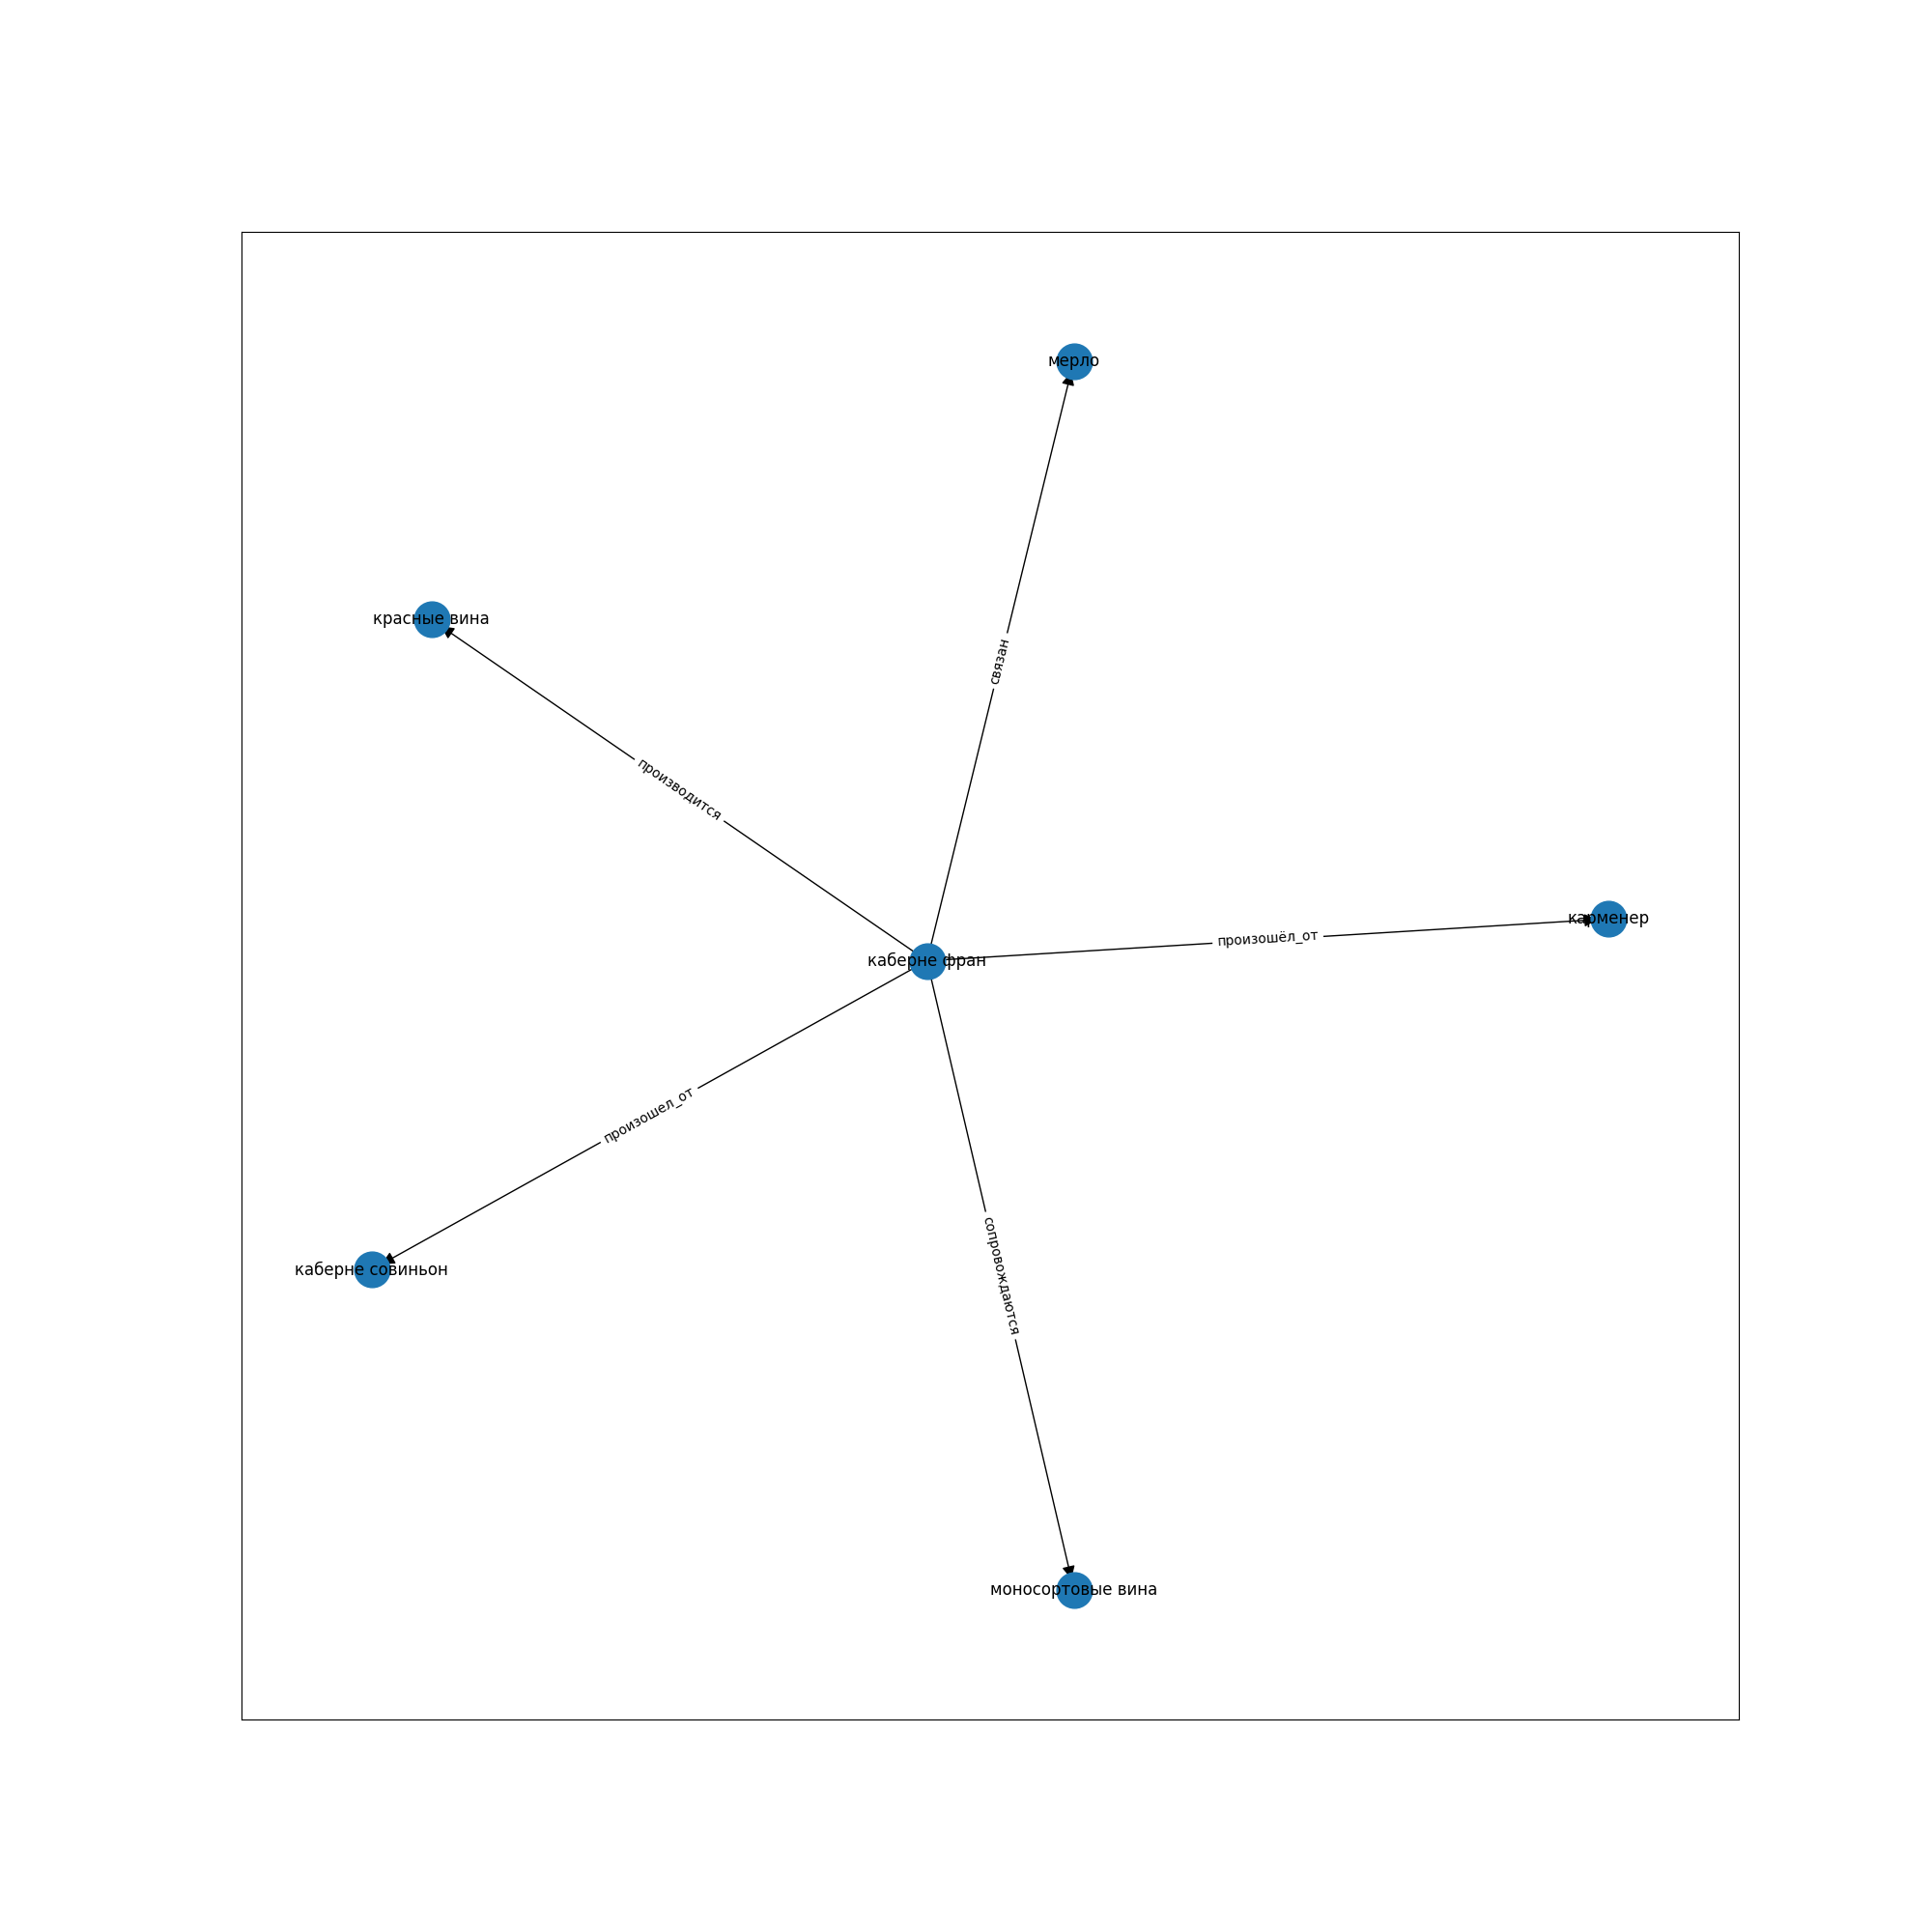 мерло
красные вина
связан
производится
карменер
произошёл_от
каберне фран
произошел_от
сопровождаются
каберне совиньон
моносортовые вина